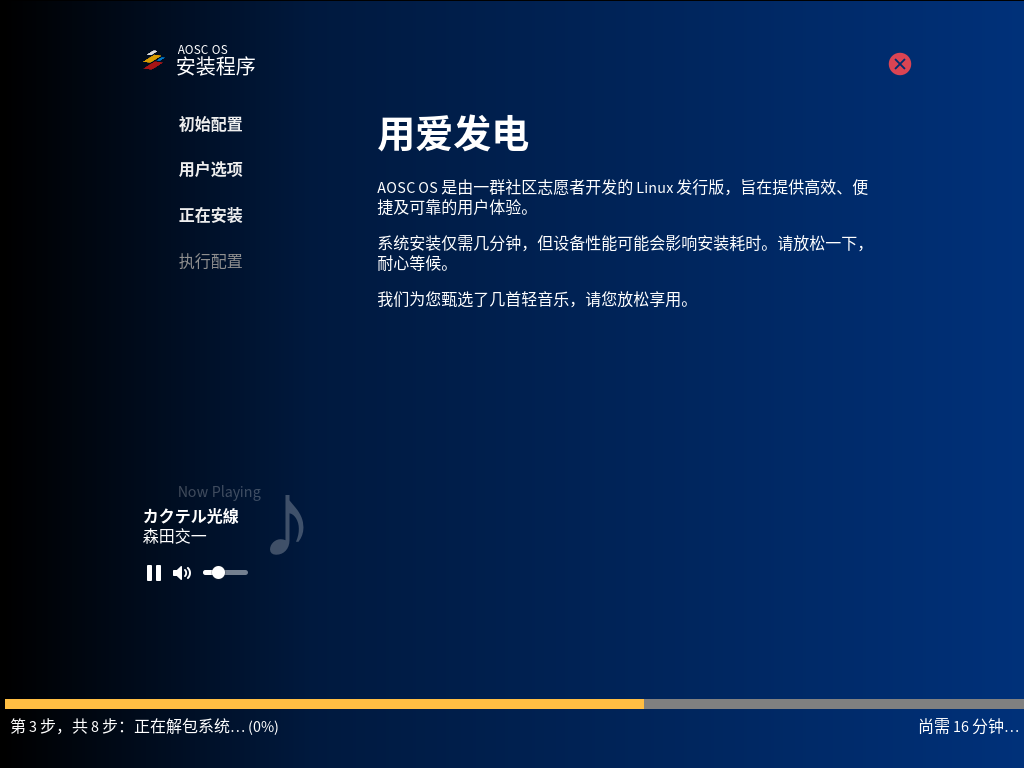 AOSC OS
安装程序
初始配置
用户选项
正在安装
执行配置
用爱发电
AOSC OS 是由一群社区志愿者开发的 Linux 发行版，旨在提供高效、便
捷及可靠的用户体验。
系统安装仅需几分钟，但设备性能可能会影响安装耗时。请放松一下，
耐心等候。
我们为您甄选了几首轻音乐，请您放松享用。
Now Playing
カクテル光線
森田交一
第 3 步，共 8 步：正在解包系统… (0%)
尚需 16 分钟…